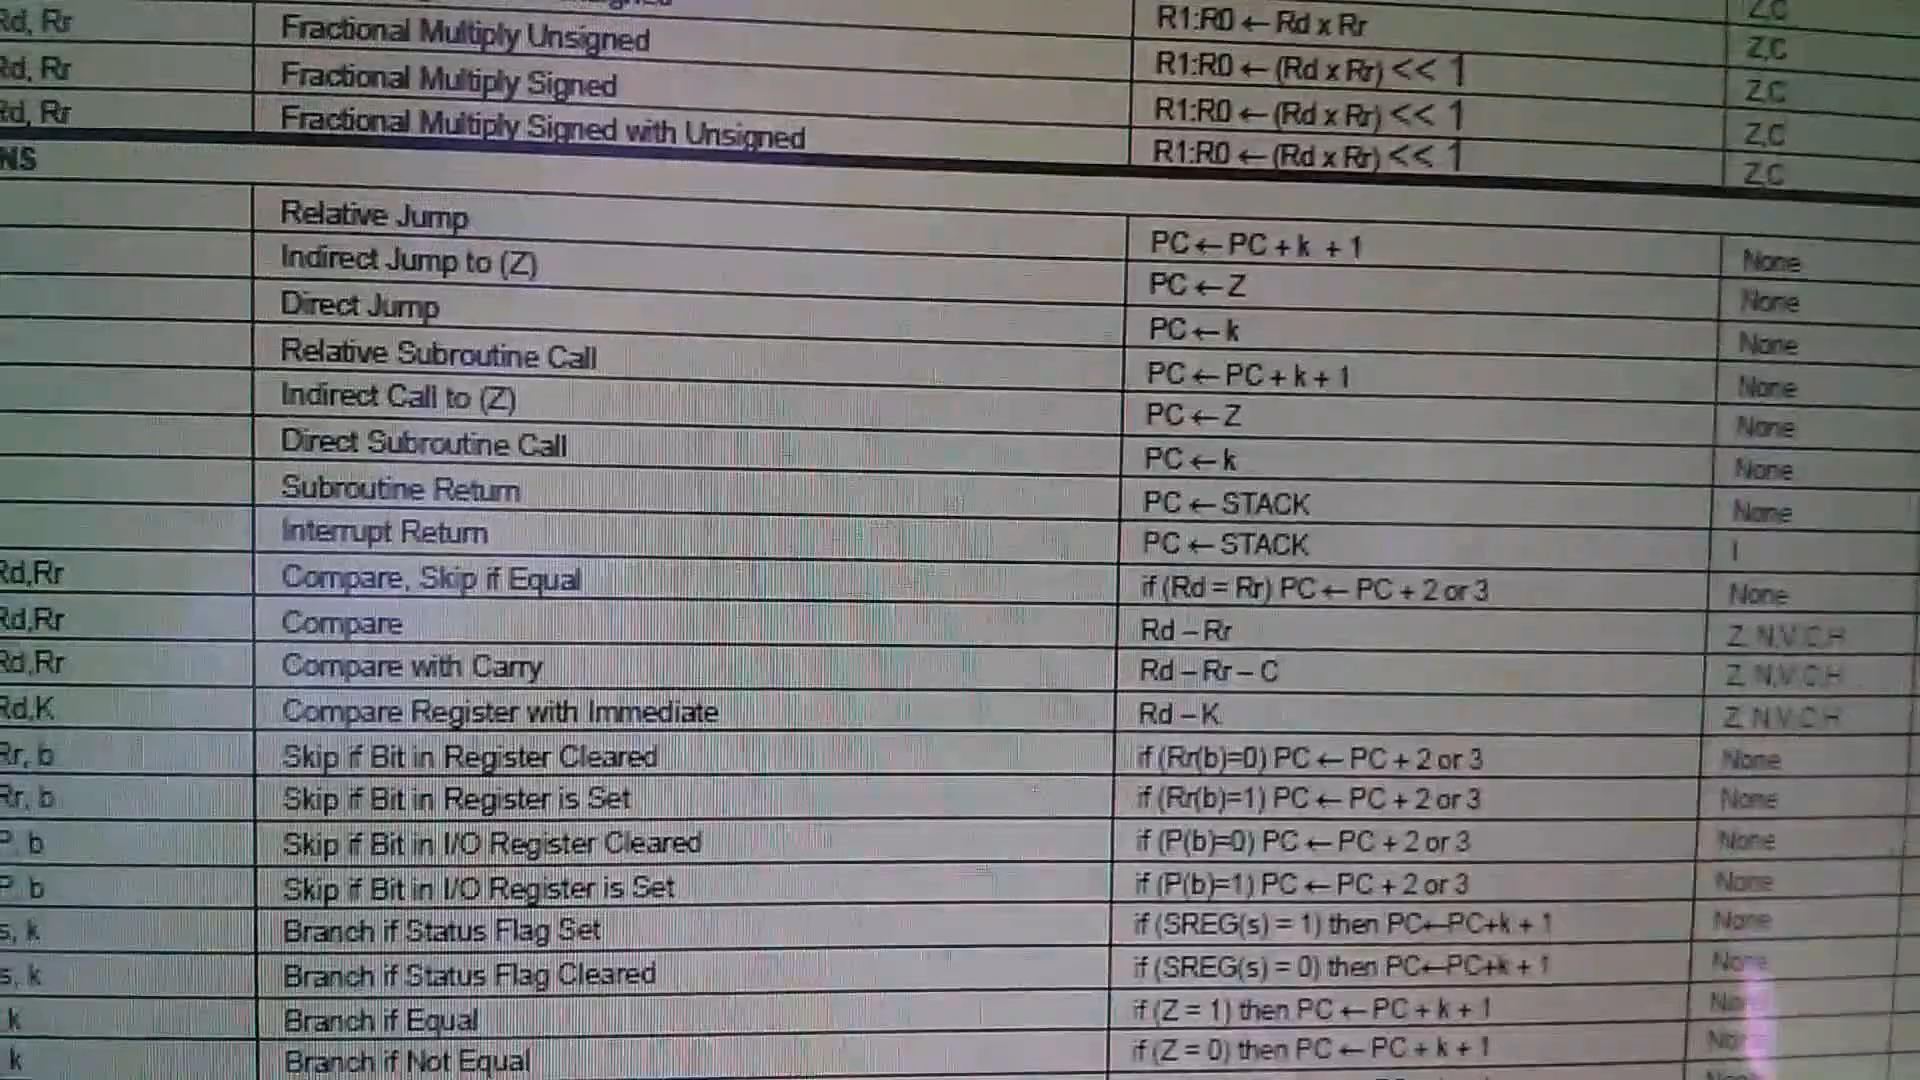 Rd, Rr Fractional Multiply Unsigned R1:R0 ← Rd x Rr Z,C
Rd, Rr Fractional Multiply Signed R1:R0 ← (Rd x Rr) << 1 Z,C
Rd, Rr Fractional Multiply Signed with Unsigned R1:R0 ← (Rd x Rr) << 1 Z,C
R1:R0 ← (Rd x Rr) << 1 Z,C
NS Z,C
Relative Jump PC ← PC + k + 1 None
Indirect Jump to (Z) PC ← Z None
Direct Jump PC ← k None
Relative Subroutine Call PC ← PC + k + 1 None
Indirect Call to (Z) PC ← Z None
Direct Subroutine Call PC ← k None
Subroutine Return PC ← STACK None
Interrupt Return PC ← STACK I
Rd,Rr Compare, Skip if Equal if (Rd = Rr) PC ← PC + 2 or 3 None
Rd,Rr Compare Rd – Rr Z, N,V,C,H
Rd,Rr Compare with Carry Rd – Rr – C Z, N,V,C,H
Rd,K Compare Register with Immediate Rd – K Z, N,V,C,H
Rr, b Skip if Bit in Register Cleared if (Rr(b)=0) PC ← PC + 2 or 3 None
Rr, b Skip if Bit in Register is Set if (Rr(b)=1) PC ← PC + 2 or 3 None
P, b Skip if Bit in I/O Register Cleared if (P(b)=0) PC ← PC + 2 or 3 None
P, b Skip if Bit in I/O Register is Set if (P(b)=1) PC ← PC + 2 or 3 None
s, k Branch if Status Flag Set if (SREG(s) = 1) then PC←PC+k + 1 None
s, k Branch if Status Flag Cleared if (SREG(s) = 0) then PC←PC+k + 1 None
k Branch if Equal if (Z = 1) then PC ← PC + k + 1
k Branch if Not Equal if (Z = 0) then PC ← PC + k + 1